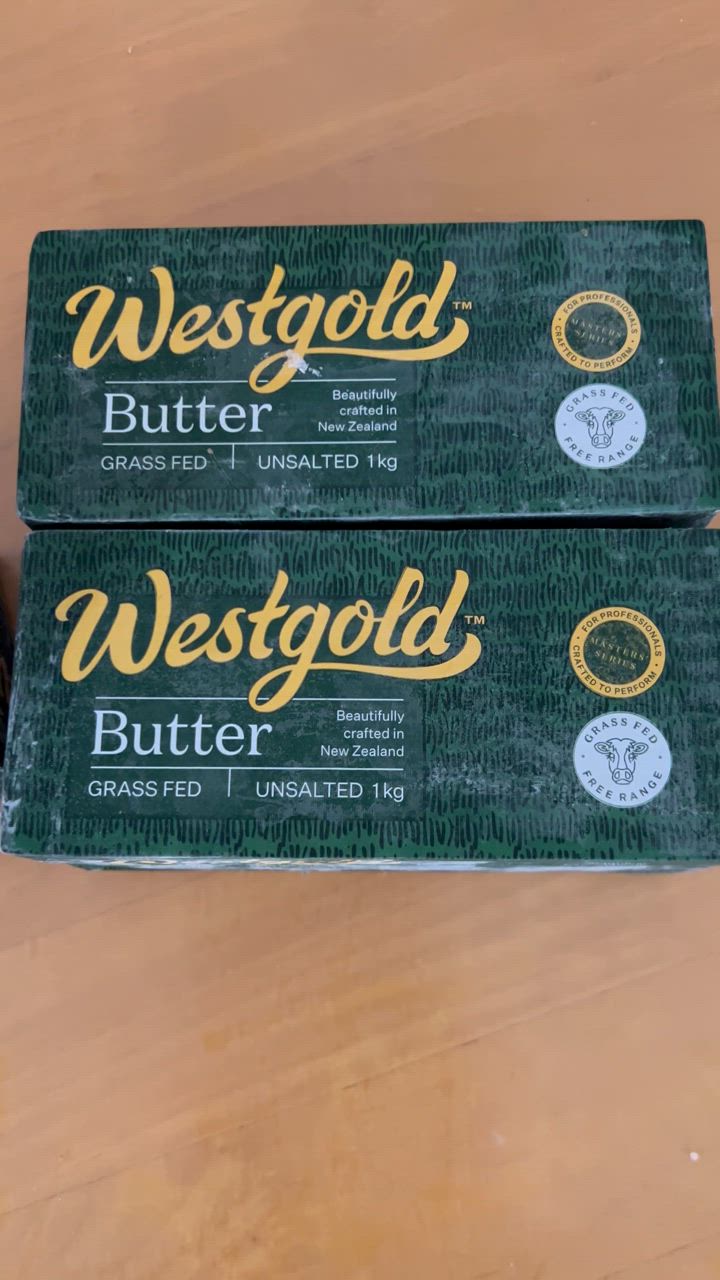 Westgold™
Butter
Beautifully
crafted in
New Zealand
GRASS FED | UNSALTED 1kg
FOR PROFESSIONALS
MASTERS
SERIES
CRAFTED TO PERFORM
GRASS FED
FREE RANGE
Westgold™
Butter
Beautifully
crafted in
New Zealand
GRASS FED | UNSALTED 1kg
FOR PROFESSIONALS
MASTERS
SERIES
CRAFTED TO PERFORM
GRASS FED
FREE RANGE